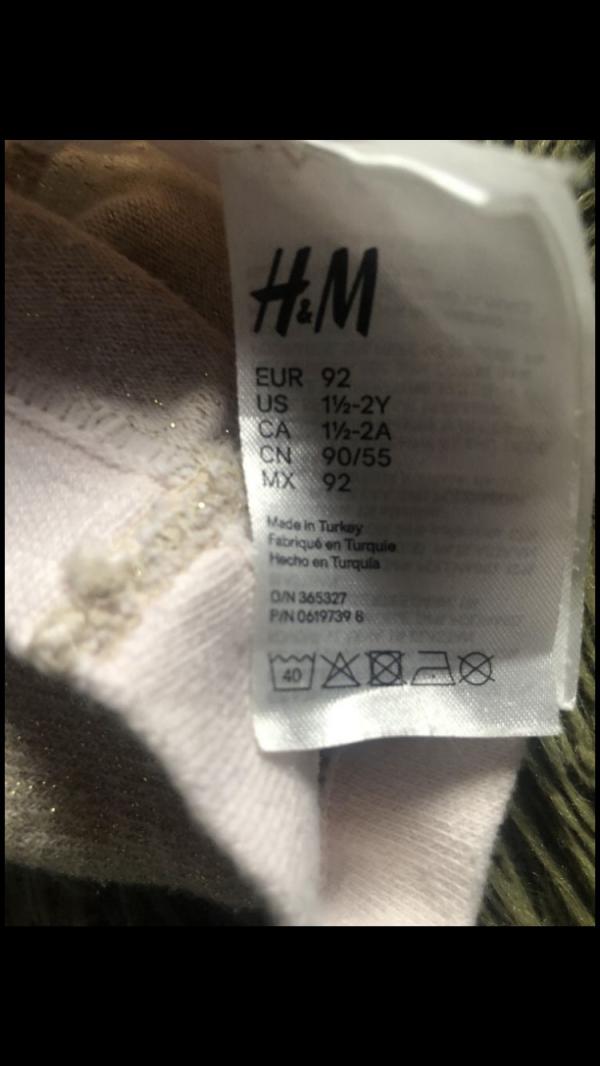 H&M
EUR 92
US 1½-2Y
CA 1½-2A
CN 90/55
MX 92
Made in Turkey
Fabriqué en Turquie
Hecho en Turquía
O/N 365327
P/N 0619739 8
40